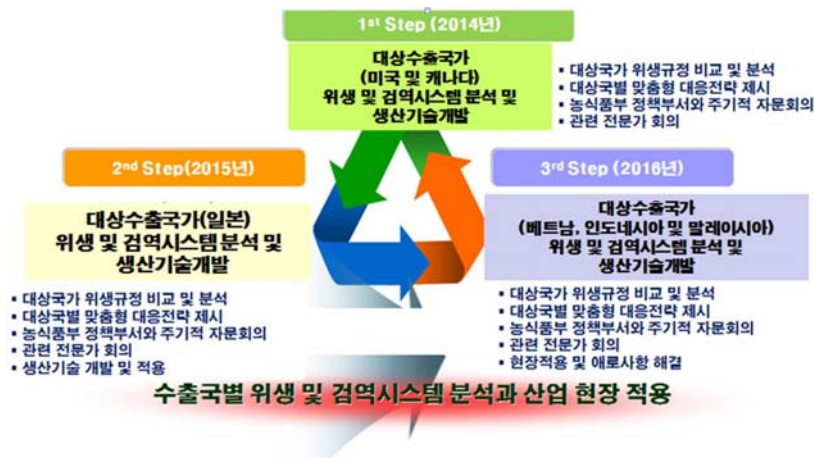 1st Step (2014년)
대상수출국가
(미국 및 캐나다)
위생 및 검역시스템 분석 및
생산기술개발
▪ 대상국가 위생규정 비교 및 분석
▪ 대상국별 맞춤형 대응전략 제시
▪ 농식품부 정책부서와 주기적 자문회의
▪ 관련 전문가 회의
2nd Step(2015년)
대상수출국가(일본)
위생 및 검역시스템분석 및
생산기술개발
▪ 대상국가 위생규정 비교 및 분석
▪ 대상국별 맞춤형 대응전략 제시
▪ 농식품부 정책부서와 주기적 자문회의
▪ 관련 전문가 회의
▪ 생산기술 개발 및 적용
3rd Step (2016년)
대상수출국가
(베트남, 인도네시아 및 말레이시아)
위생 및 검역시스템 분석 및
생산기술개발
▪ 대상국가 위생규정 비교 및 분석
▪ 대상국별 맞춤형 대응전략 제시
▪ 농식품부 정책부서와 주기적 자문회의
▪ 관련 전문가 회의
▪ 현장적용 및 애로사항 해결
수출국별 위생 및 검역시스템 분석과 산업 현장 적용